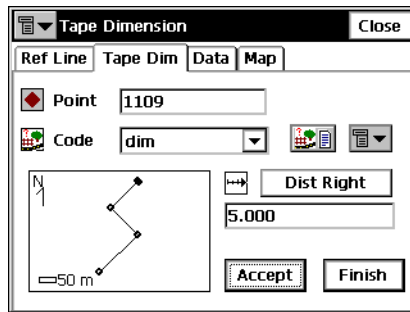 Tape Dimension Close
Ref Line Tape Dim Data Map
Point 1109
Code dim
N Dist Right
5.000
50 m Accept Finish